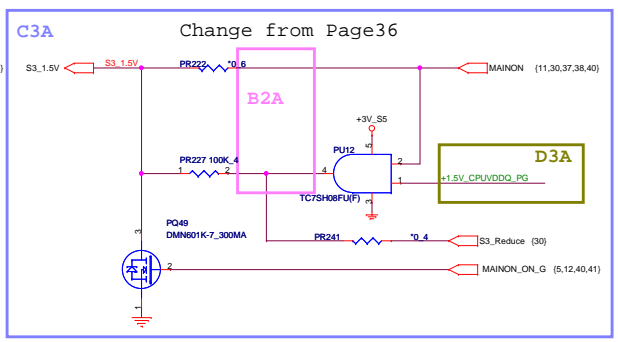 C3A
Change from Page36
}
S3_1.5V
S3_1.5V
PR222
*0_6
MAINON {11,30,37,38,40}
B2A
+3V_S5
PU12
5
2
D3A
PR227 100K_4
1
2
4
1
+1.5V_CPUVDDQ_PG
TC7SH08FU(F)
3
PQ49
DMN601K-7_300MA
3
PR241
*0_4
S3_Reduce {30}
2
MAINON_ON_G {5,12,40,41}
1